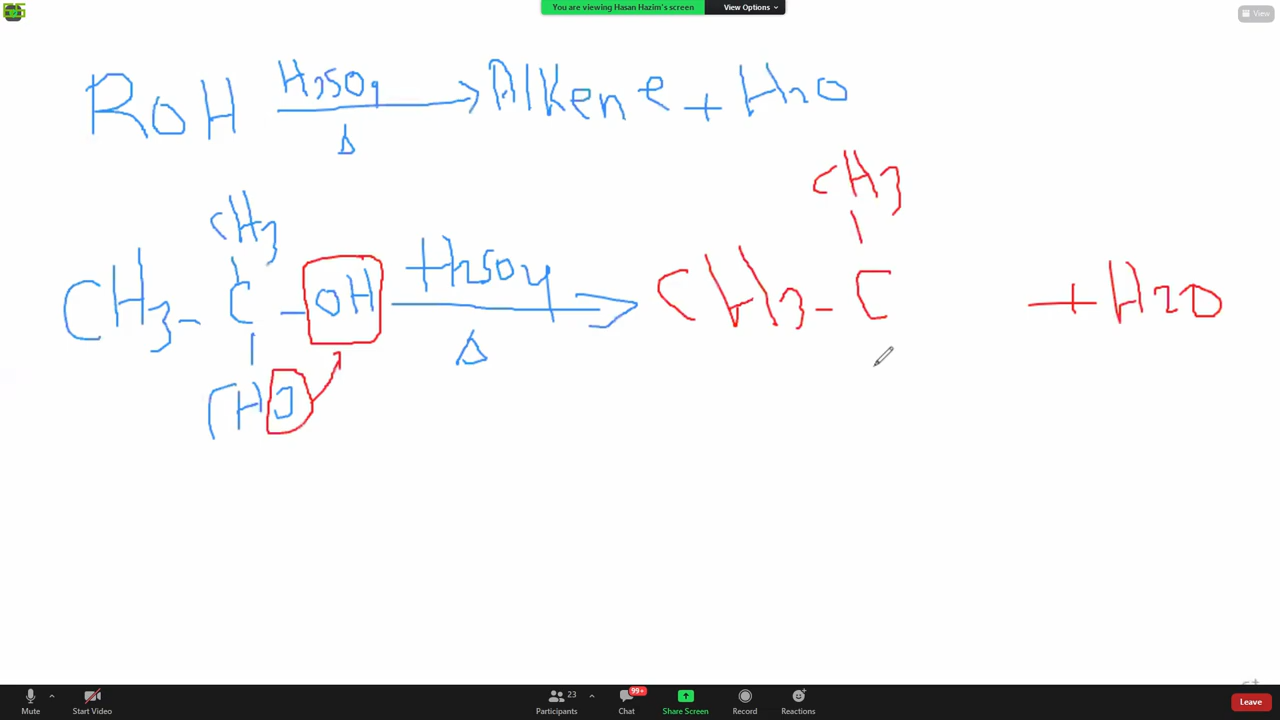 You are viewing Hasan Hazim's screen
View Options
View
ROH H2SO4 Δ → Alkene + H2O
CH3
CH3 - C - OH + H2SO4 Δ → CH3 - C + H2O
CH3
Mute
Start Video
23
Participants
99+
Chat
Share Screen
Record
Reactions
Leave